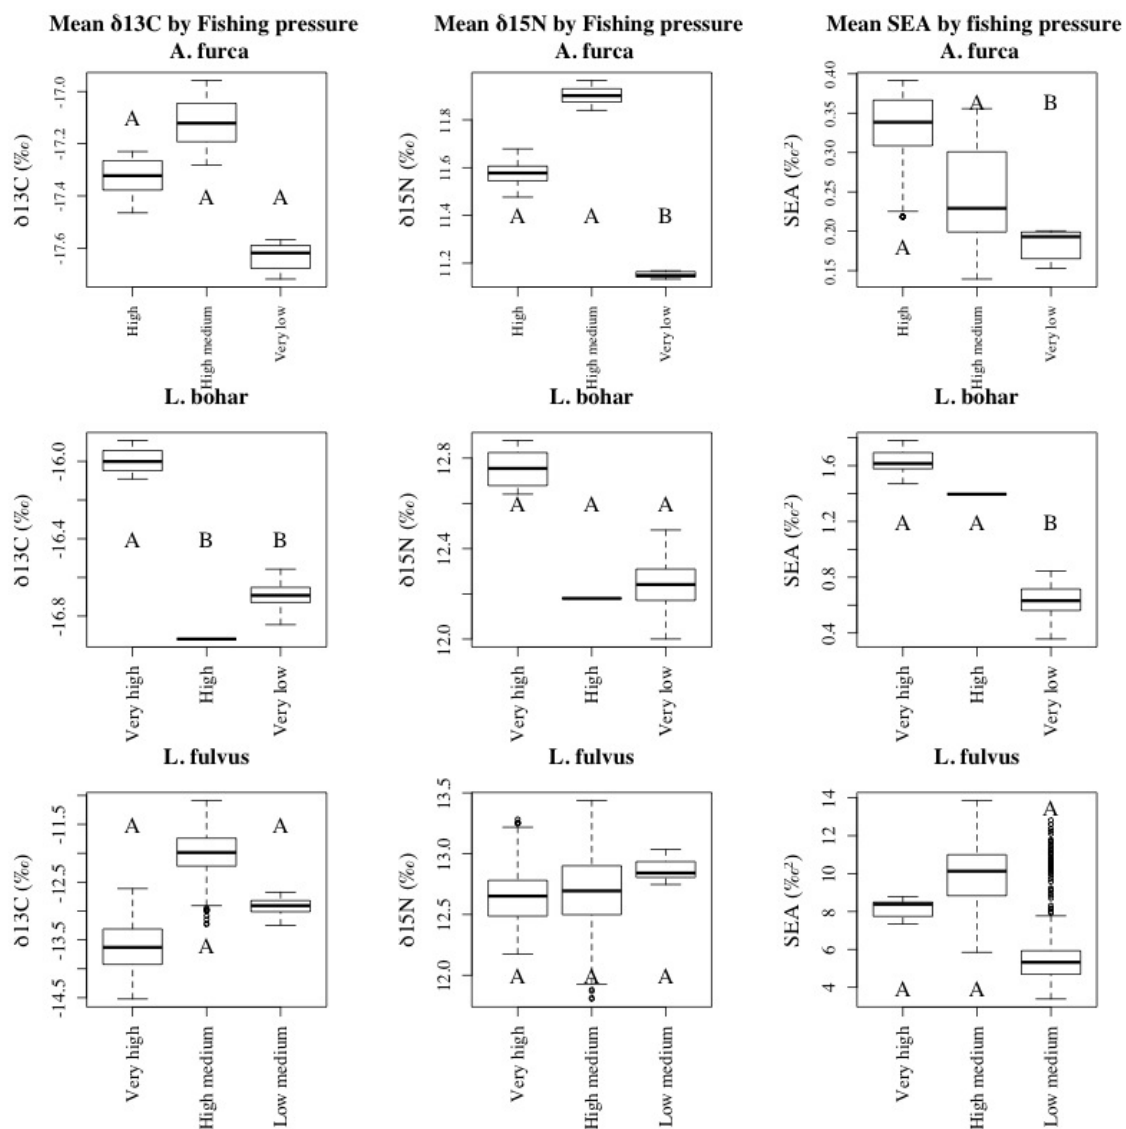 Mean δ13C by Fishing pressure
A. furca
δ13C (‰)
-17.0
-17.2
-17.4
-17.6
A
A
A
High
High medium
Very low
Mean δ15N by Fishing pressure
A. furca
δ15N (‰)
11.8
11.6
11.4
11.2
A
A
B
High
High medium
Very low
Mean SEA by fishing pressure
A. furca
SEA (‰²)
0.40
0.35
0.30
0.25
0.20
0.15
A
A
B
High
High medium
Very low
L. bohar
δ13C (‰)
-16.0
-16.4
-16.8
A
B
B
Very high
High
Very low
L. bohar
δ15N (‰)
12.8
12.4
12.0
A
A
A
Very high
High
Very low
L. bohar
SEA (‰²)
1.6
1.2
0.8
0.4
A
A
B
Very high
High
Very low
L. fulvus
δ13C (‰)
-11.5
-12.5
-13.5
-14.5
A
A
A
Very high
High medium
Low medium
L. fulvus
δ15N (‰)
13.5
13.0
12.5
12.0
A
A
A
Very high
High medium
Low medium
L. fulvus
SEA (‰²)
14
12
10
8
6
4
A
A
A
Very high
High medium
Low medium